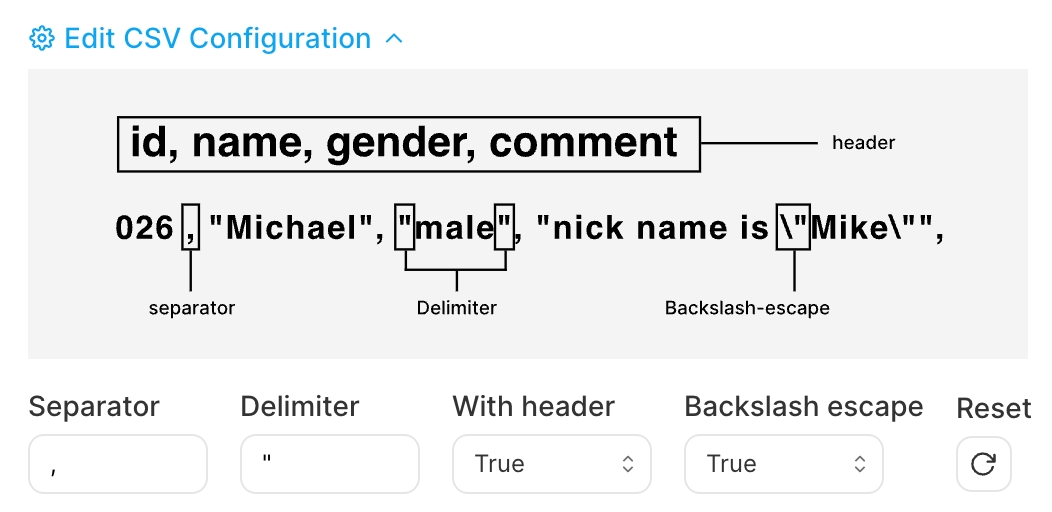 Edit CSV Configuration
id, name, gender, comment
header
026 , "Michael", "male", "nick name is \"Mike\"",
separator
Delimiter
Backslash-escape
Separator
Delimiter
With header
Backslash escape
Reset
,
"
True
True